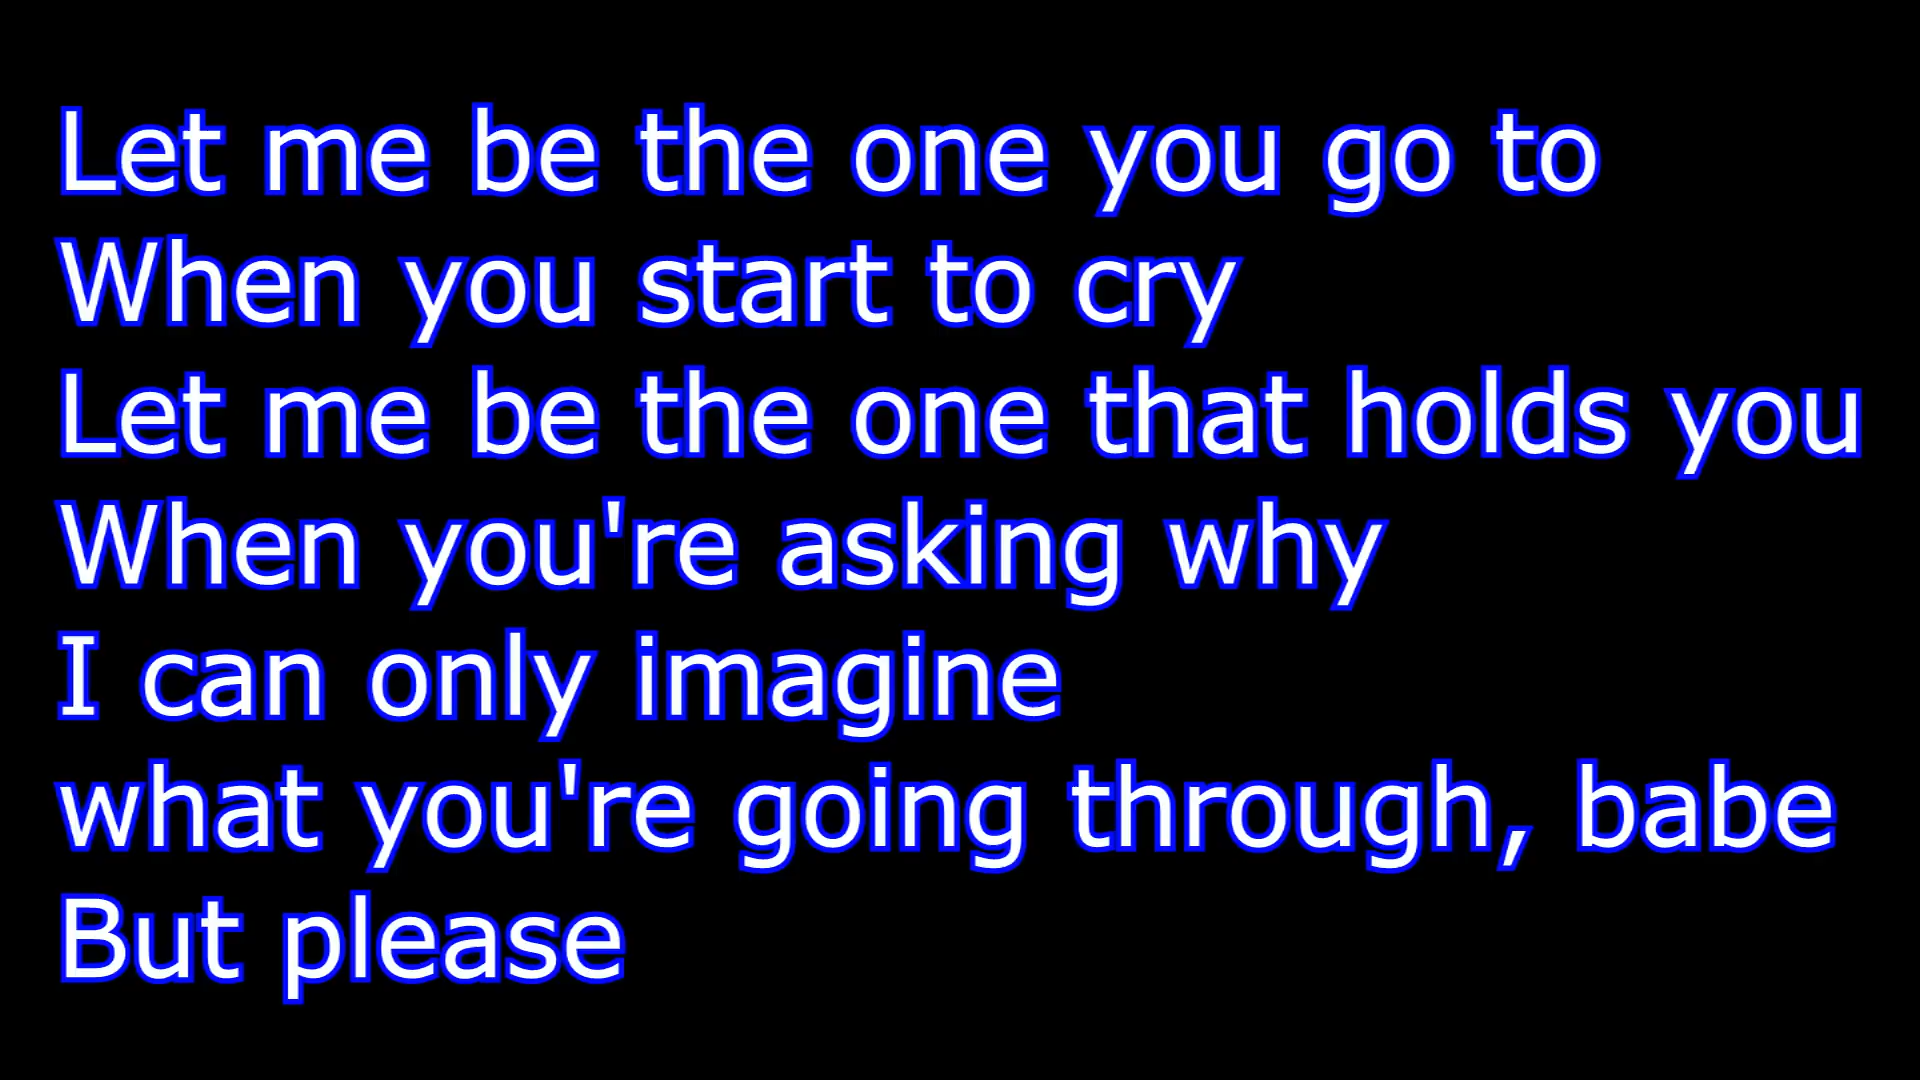 Let me be the one you go to
When you start to cry
Let me be the one that holds you
When you're asking why
I can only imagine
what you're going through, babe
But please